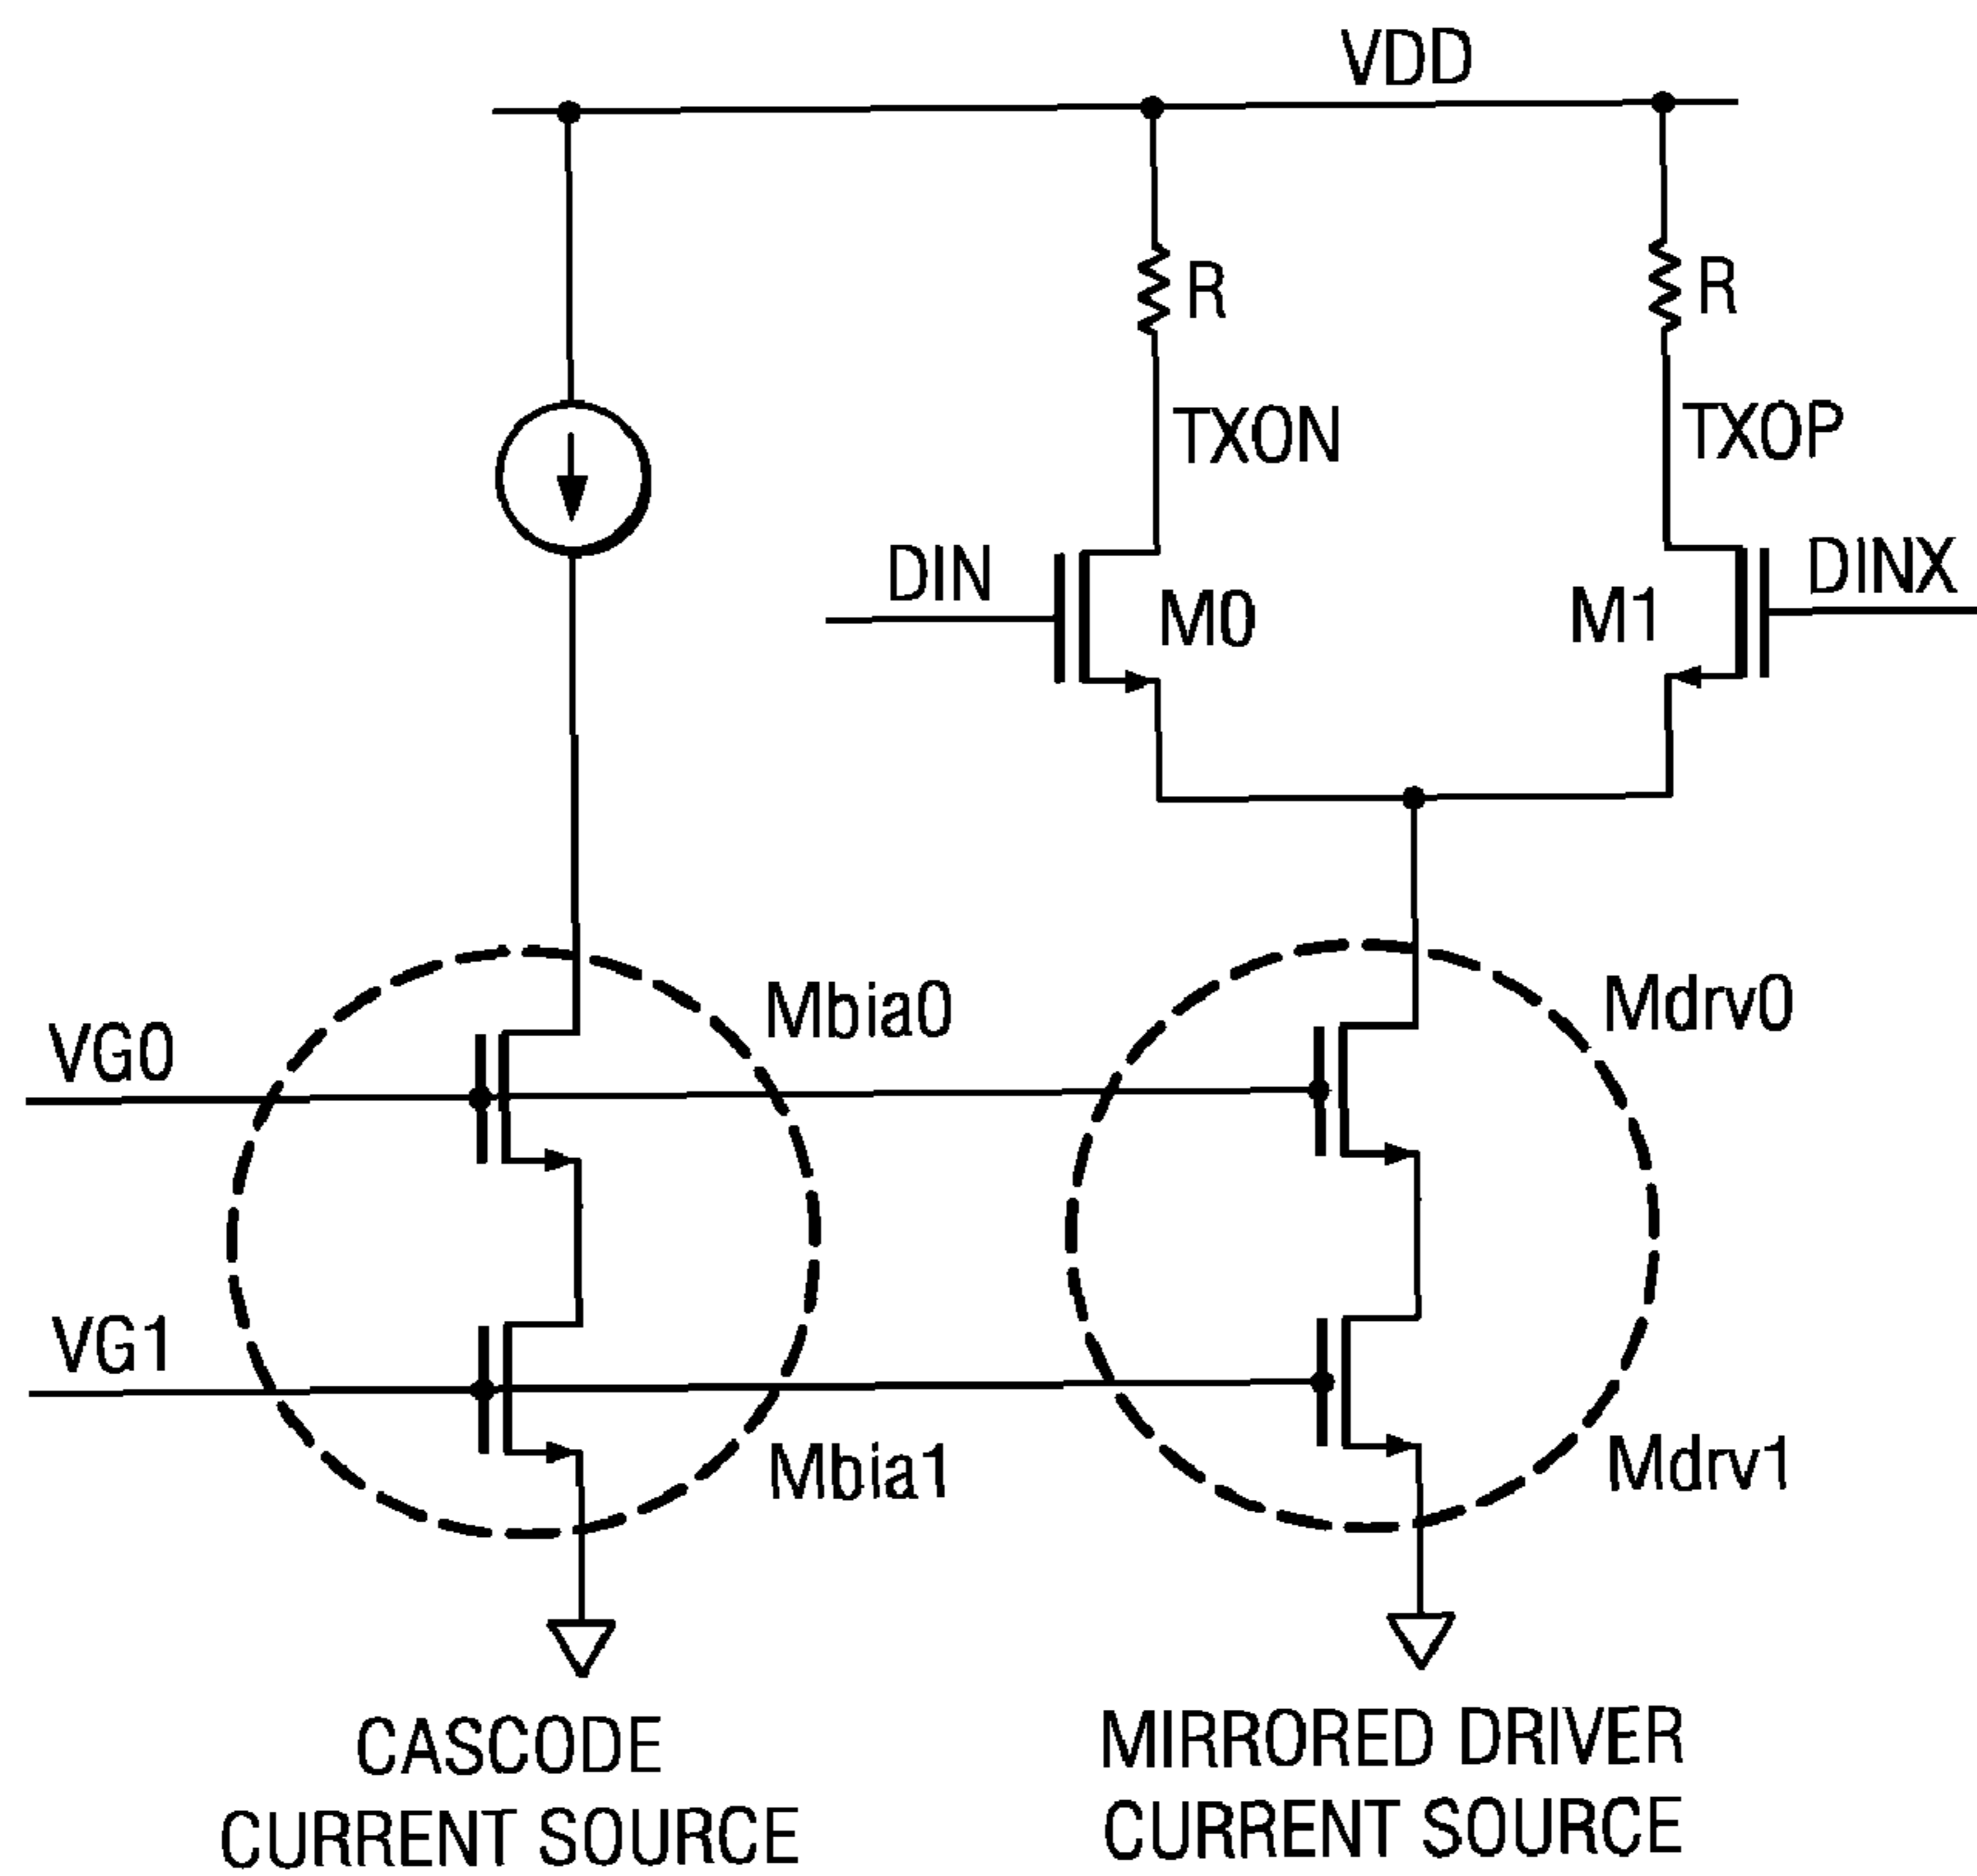 VDD
R
R
TXON
TXOP
DIN
M0
M1
DINX
VG0
Mbia0
Mdrv0
VG1
Mbia1
Mdrv1
CASCODE
CURRENT SOURCE
MIRRORED DRIVER
CURRENT SOURCE